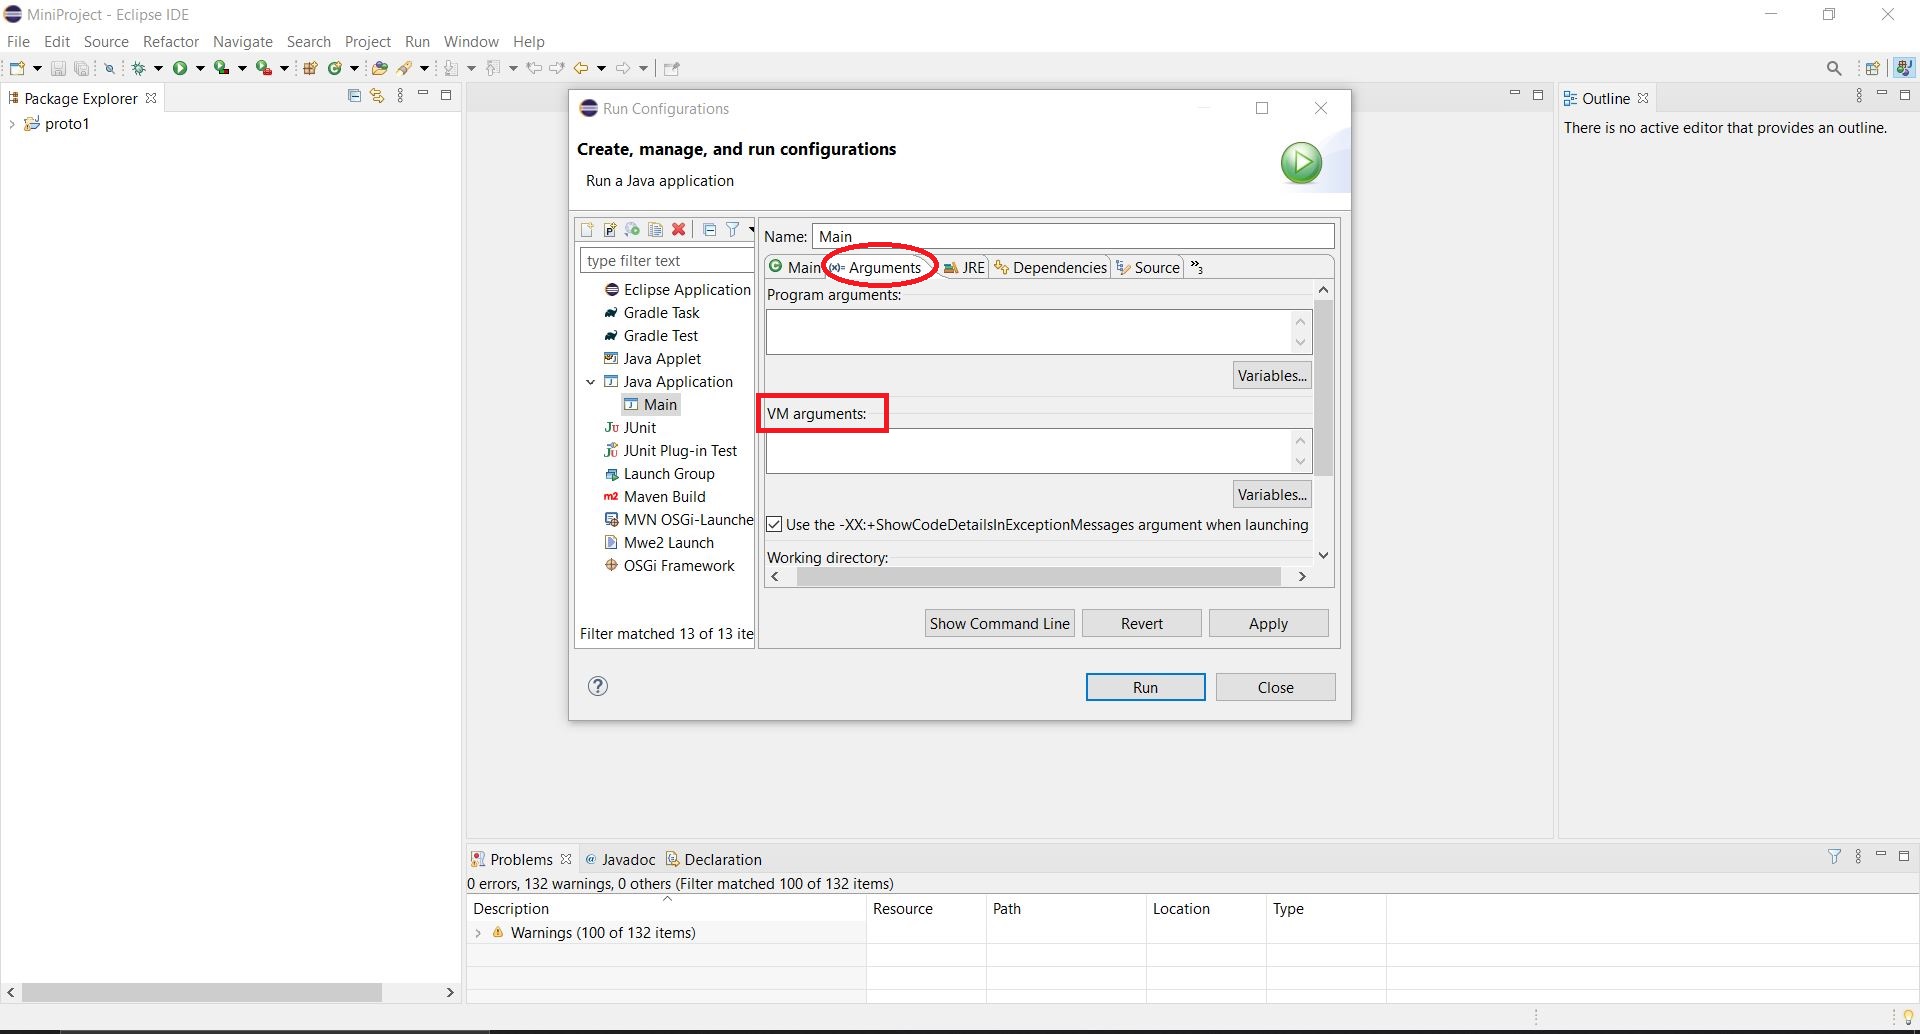 MiniProject - Eclipse IDE
File Edit Source Refactor Navigate Search Project Run Window Help
Package Explorer
proto1
Run Configurations
Create, manage, and run configurations
Run a Java application
type filter text
Eclipse Application
Gradle Task
Gradle Test
Java Applet
Java Application
Main
JUnit
JUnit Plug-in Test
Launch Group
Maven Build
MVN OSGi-Launche
Mwe2 Launch
OSGi Framework
Filter matched 13 of 13 ite
Name: Main
Main (x)= Arguments JRE Dependencies Source »3
Program arguments:
Variables...
VM arguments:
Variables...
Use the -XX:+ShowCodeDetailsInExceptionMessages argument when launching
Working directory:
Show Command Line Revert Apply
Run Close
Outline
There is no active editor that provides an outline.
Problems @ Javadoc Declaration
0 errors, 132 warnings, 0 others (Filter matched 100 of 132 items)
Description Resource Path Location Type
Warnings (100 of 132 items)